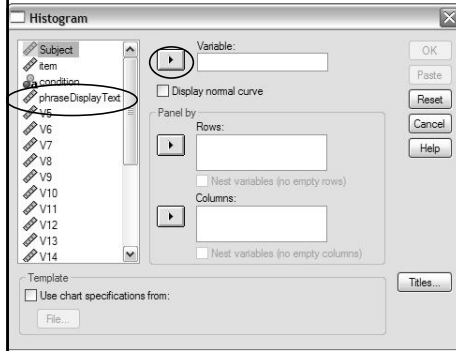 Histogram
Subject
item
condition
phraseDisplayText
V5
V6
V7
V8
V9
V10
V11
V12
V13
V14
Variable:
Display normal curve
Panel by
Rows:
Nest variables (no empty rows)
Columns:
Nest variables (no empty columns)
OK
Paste
Reset
Cancel
Help
Template
Use chart specifications from:
File...
Titles...